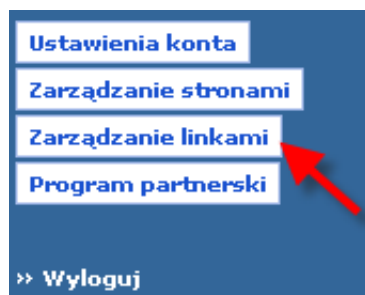 Ustawienia konta
Zarządzanie stronami
Zarządzanie linkami
Program partnerski
» Wyloguj